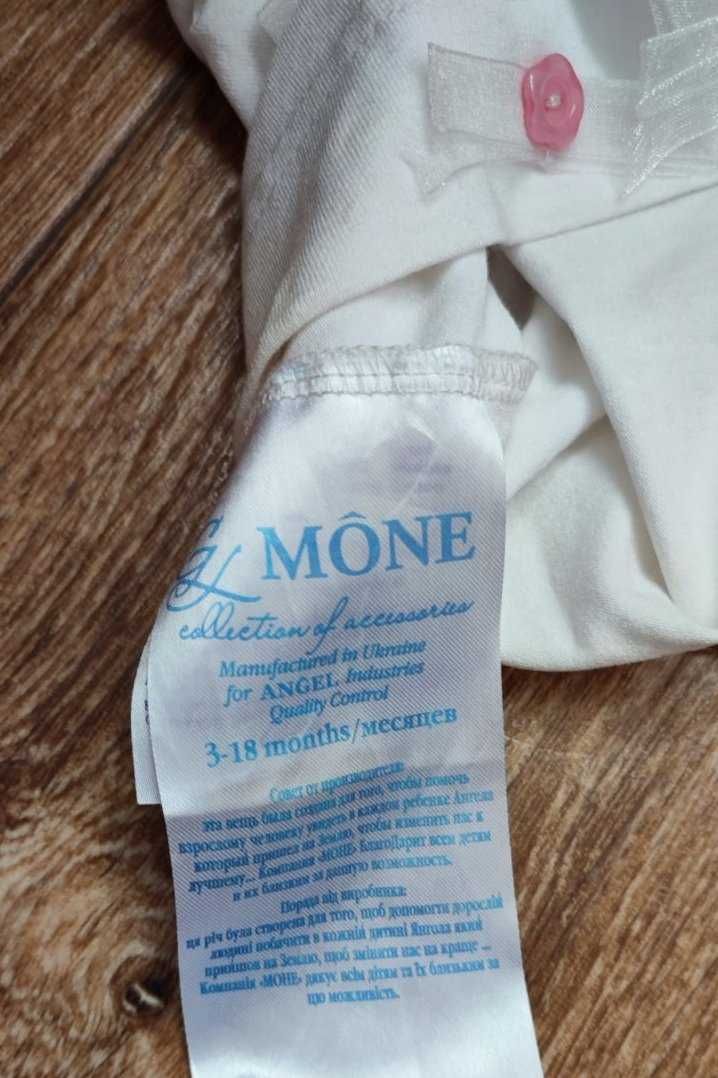 MÔNE
collection of accessories
Manufactured in Ukraine
for ANGEL Industries
Quality Control
3-18 months/месяцев
Совет от производителя:
эта вещь была создана для того, чтобы помочь
взрослому человеку увидеть в каждом ребенке Ангела
который пришел на Землю, чтобы изменить нас к
лучшему... Компания «МОНЕ БлагоДарит всем детям
и их близким за данную возможность.
Порада від виробника:
ця річ була створена для того, щоб допомогти дорослій
людині побачити в кожній дитині Янгола який
прийшов на Землю, щоб змінити нас на краще ...
Компанія «МОНЕ» дякує всім дітям та їх близьким за
цю можливість.